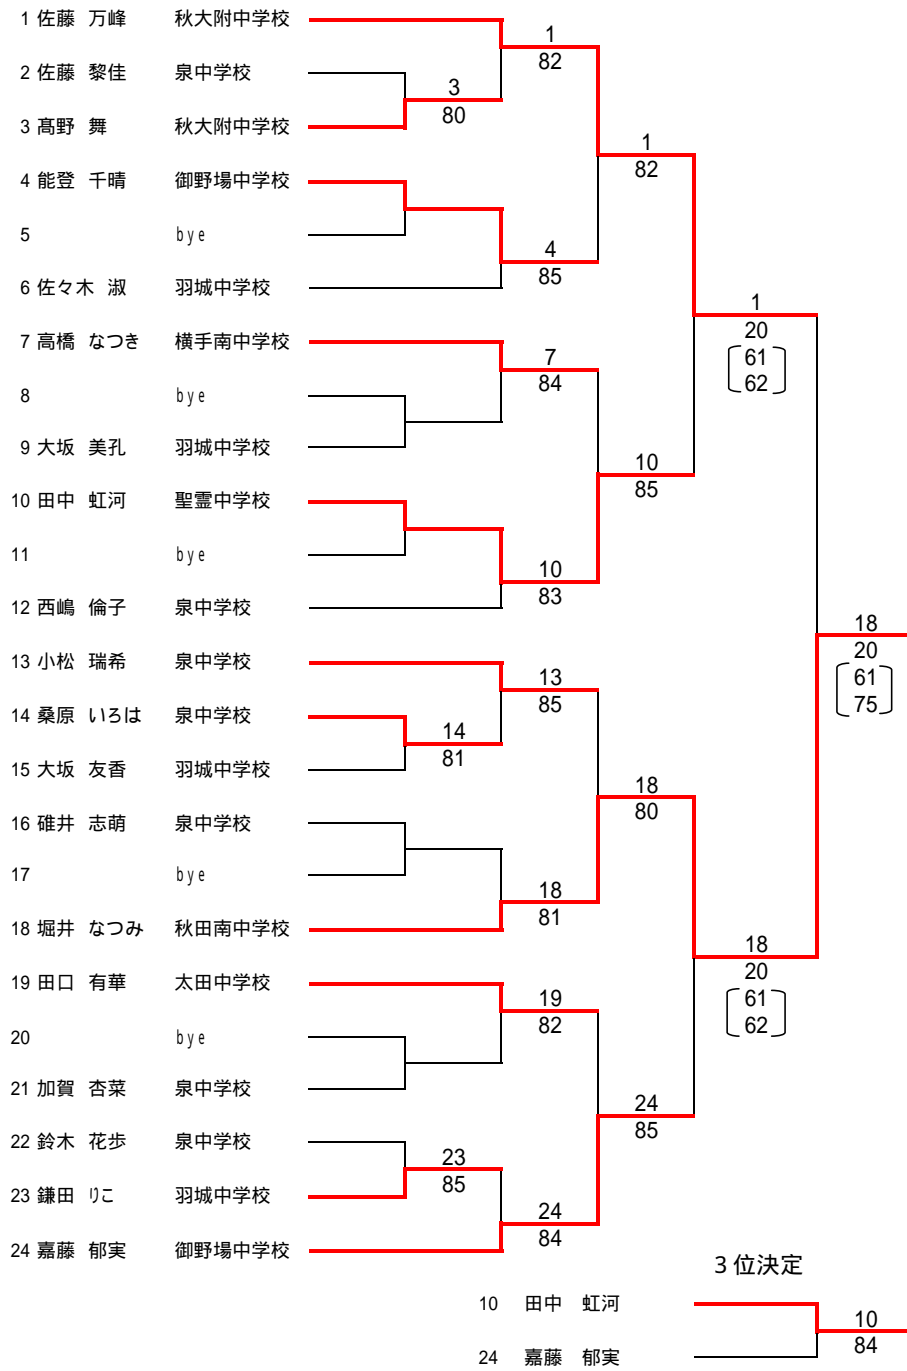 1 佐藤 万峰 秋大附中学校
1
82
2 佐藤 黎佳 泉中学校
3
80
3 髙野 舞 秋大附中学校
1
82
4 能登 千晴 御野場中学校
5 bye
4
85
6 佐々木 淑 羽城中学校
1
20
61
62
7 高橋 なつき 横手南中学校
7
84
8 bye
9 大坂 美孔 羽城中学校
10
85
10 田中 虹河 聖霊中学校
11 bye
10
83
12 西嶋 倫子 泉中学校
18
20
61
75
13 小松 瑞希 泉中学校
13
85
14 桑原 いろは 泉中学校
14
81
15 大坂 友香 羽城中学校
18
80
16 碓井 志萌 泉中学校
17 bye
18
81
18 堀井 なつみ 秋田南中学校
18
20
61
62
19 田口 有華 太田中学校
19
82
20 bye
21 加賀 杏菜 泉中学校
24
85
22 鈴木 花歩 泉中学校
23
85
23 鎌田 りこ 羽城中学校
24
84
24 嘉藤 郁実 御野場中学校
3位決定
10 田中 虹河
10
84
24 嘉藤 郁実